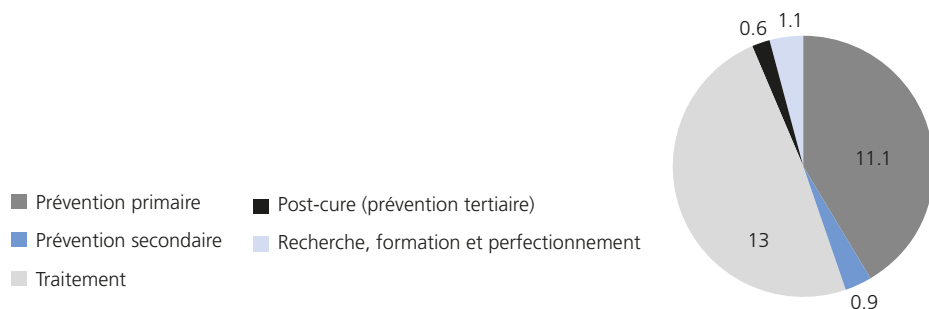 0.6 1.1
11.1
13
0.9
Prévention primaire
Prévention secondaire
Traitement
Post-cure (prévention tertiaire)
Recherche, formation et perfectionnement